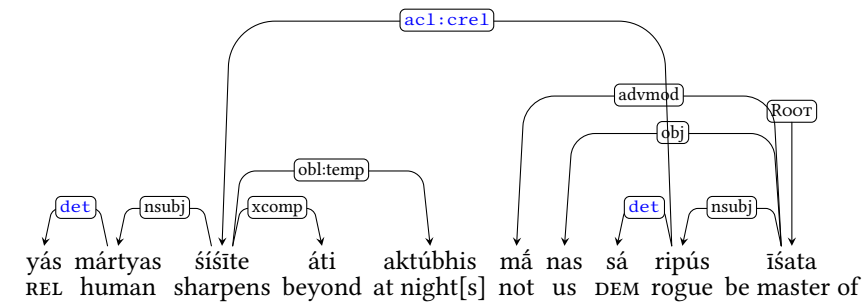 acl:crel
advmod
ROOT
obj
obl:temp
det nsubj xcomp det nsubj
yás mártyas śíśīte áti aktúbhis mā́ nas sá ripús īśata
REL human sharpens beyond at night[s] not us DEM rogue be master of